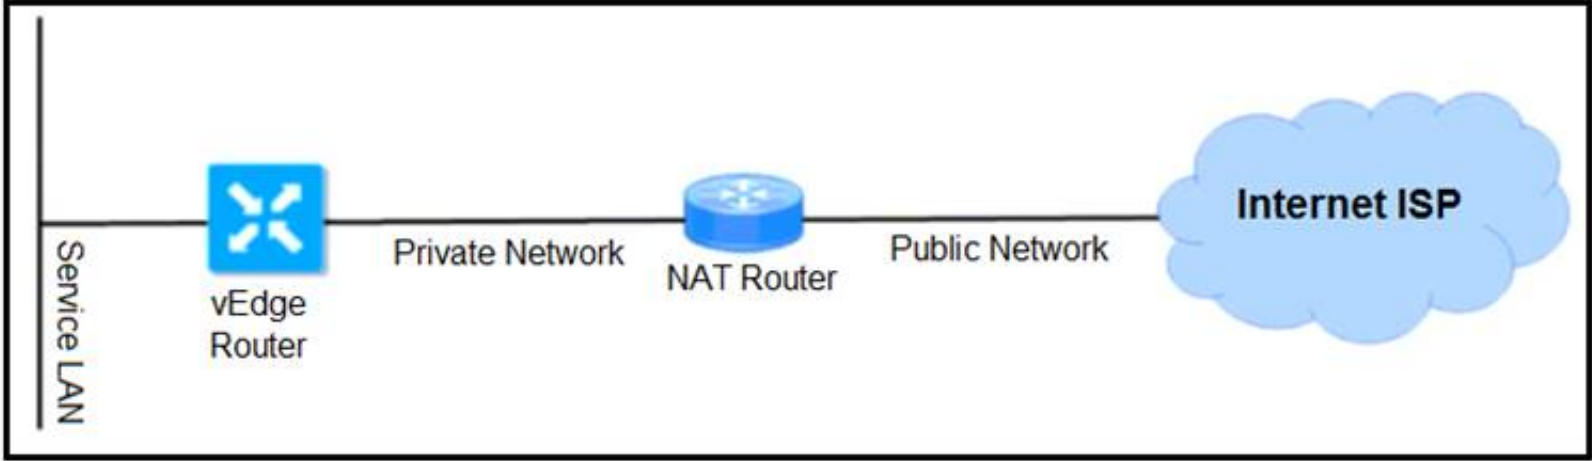 Service LAN
vEdge
Router
Private Network
NAT Router
Public Network
Internet ISP